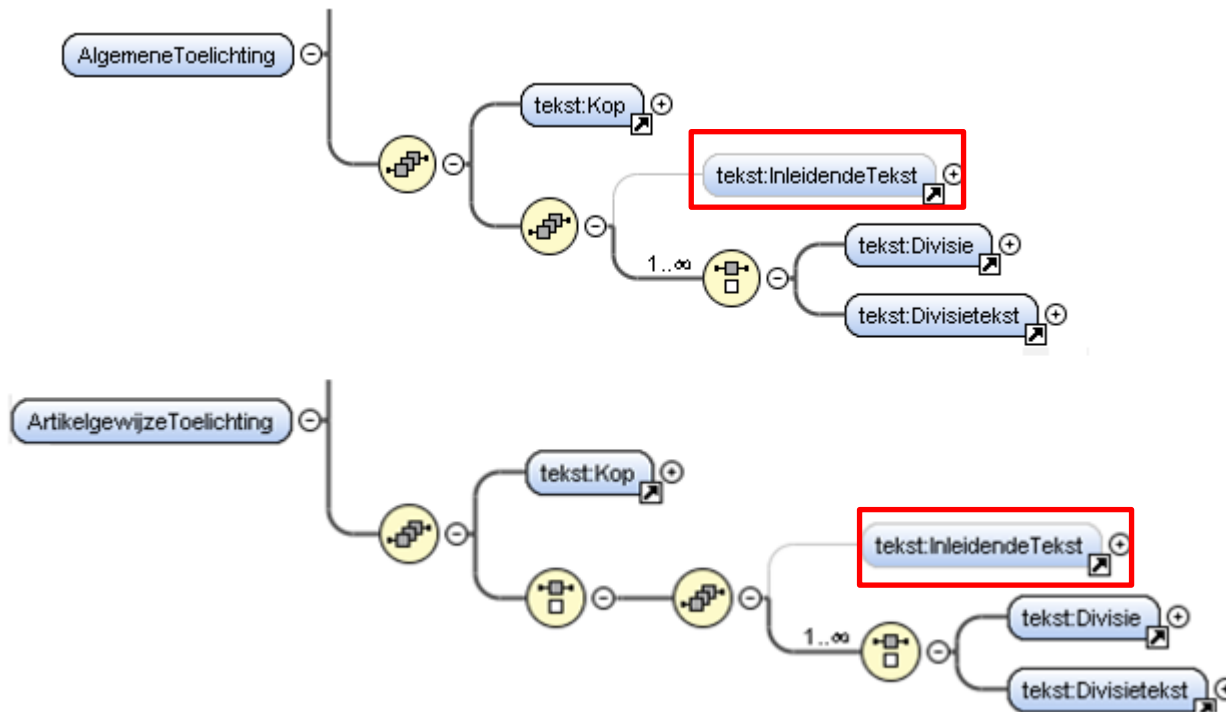 AlgemeneToelichting
tekst:Kop
tekst:InleidendeTekst
tekst:Divisie
1..∞
tekst:Divisietekst
ArtikelgewijzeToelichting
tekst:Kop
tekst:InleidendeTekst
tekst:Divisie
1..∞
tekst:Divisietekst